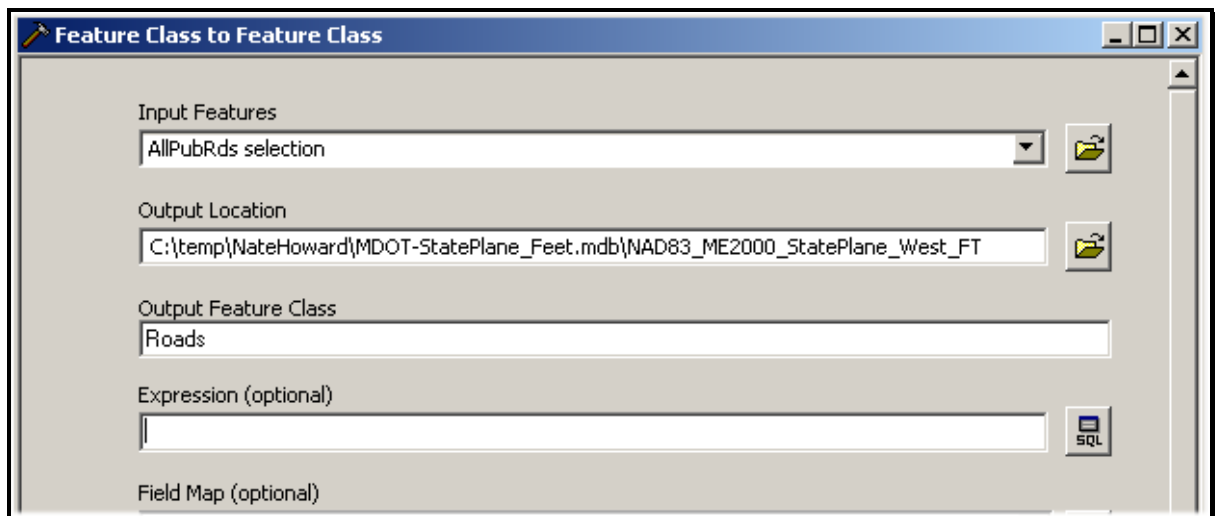 Feature Class to Feature Class
Input Features
AllPubRds selection
Output Location
C:\temp\NateHoward\MDOT-StatePlane_Feet.mdb\NAD83_ME2000_StatePlane_West_FT
Output Feature Class
Roads
Expression (optional)
SQL
Field Map (optional)